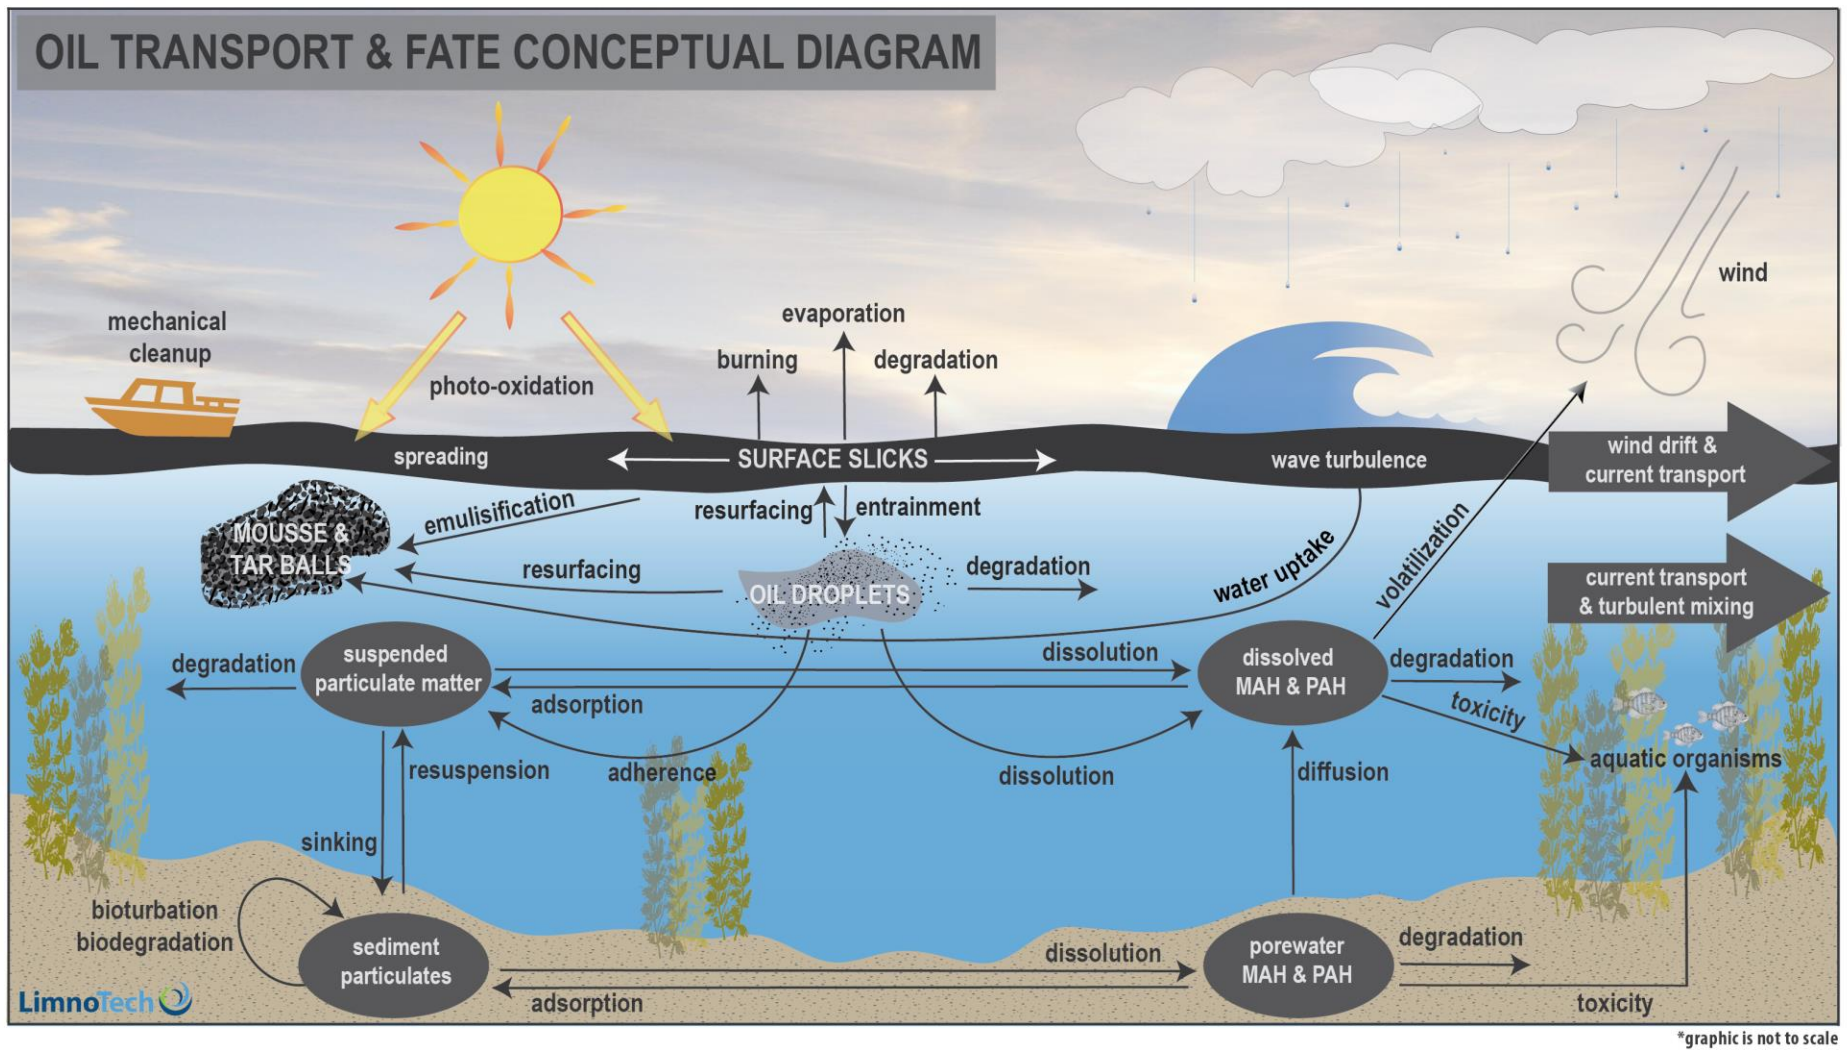 OIL TRANSPORT & FATE CONCEPTUAL DIAGRAM
wind
mechanical
cleanup
evaporation
burning
degradation
photo-oxidation
spreading
SURFACE SLICKS
wave turbulence
wind drift &
current transport
emulisification
resurfacing
entrainment
MOUSSE &
TAR BALLS
resurfacing
OIL DROPLETS
degradation
water uptake
volatilization
current transport
& turbulent mixing
degradation
suspended
particulate matter
dissolution
adsorption
dissolved
MAH & PAH
degradation
toxicity
aquatic organisms
resuspension
adherence
dissolution
diffusion
sinking
bioturbation
biodegradation
sediment
particulates
dissolution
adsorption
porewater
MAH & PAH
degradation
toxicity
LimnoTech
*graphic is not to scale